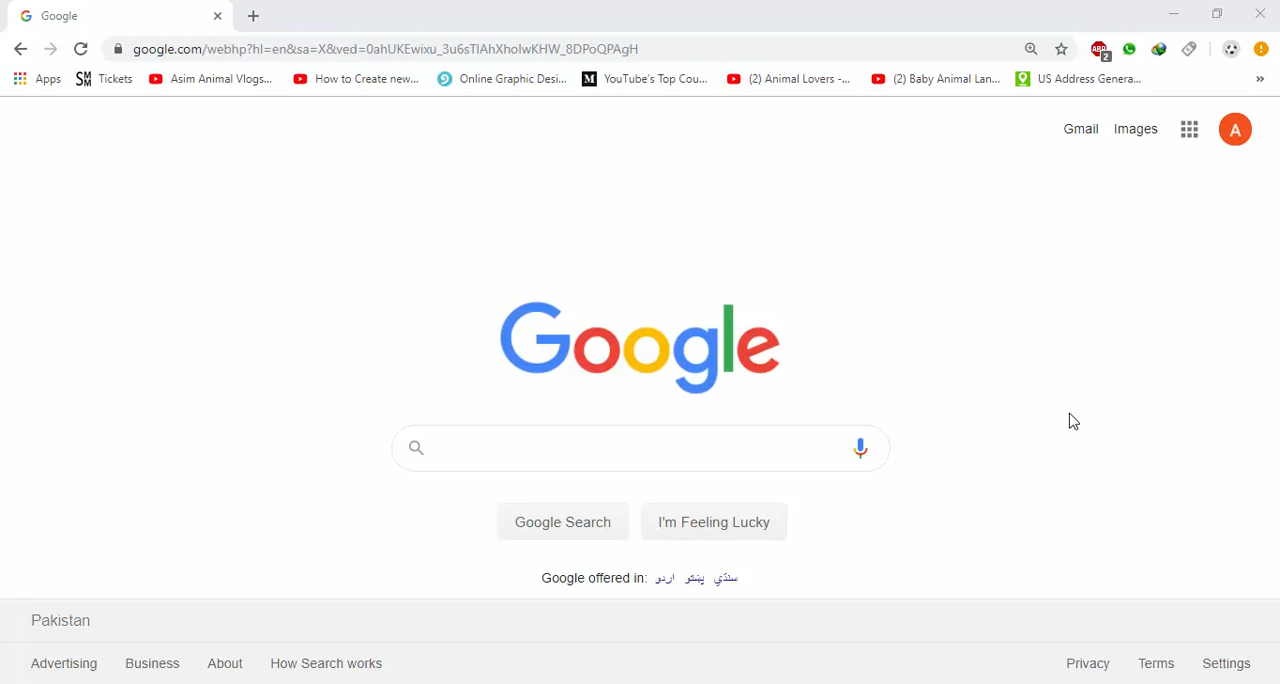 Google
google.com/webhp?hl=en&sa=X&ved=0ahUKEwixu_3u6sTlAhXholwKHW_8DPoQPAgH
ABP 2
Apps SM Tickets Asim Animal Vlogs... How to Create new... Online Graphic Desi... M YouTube's Top Cou... (2) Animal Lovers -... (2) Baby Animal Lan... US Address Genera... »
Gmail Images A
Google
Google Search I'm Feeling Lucky
Google offered in: اردو پښتو سنڌي
Pakistan
Advertising Business About How Search works Privacy Terms Settings